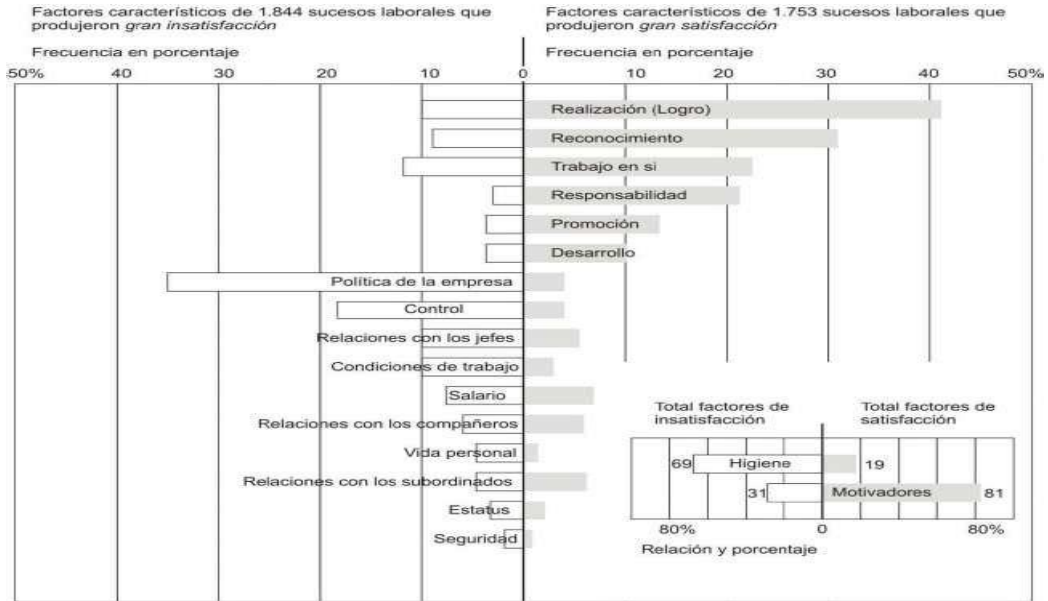 Factores característicos de 1.844 sucesos laborales que
produjeron gran insatisfacción
Frecuencia en porcentaje
Factores característicos de 1.753 sucesos laborales que
produjeron gran satisfacción
Frecuencia en porcentaje
50% 40 30 20 10 0 10 20 30 40 50%
Realización (Logro)
Reconocimiento
Trabajo en si
Responsabilidad
Promoción
Desarrollo
Política de la empresa
Control
Relaciones con los jefes
Condiciones de trabajo
Salario
Relaciones con los compañeros
Vida personal
Relaciones con los subordinados
Estatus
Seguridad
Total factores de
insatisfacción
Total factores de
satisfacción
69 Higiene 19
31 Motivadores 81
80% 0 80%
Relación y porcentaje